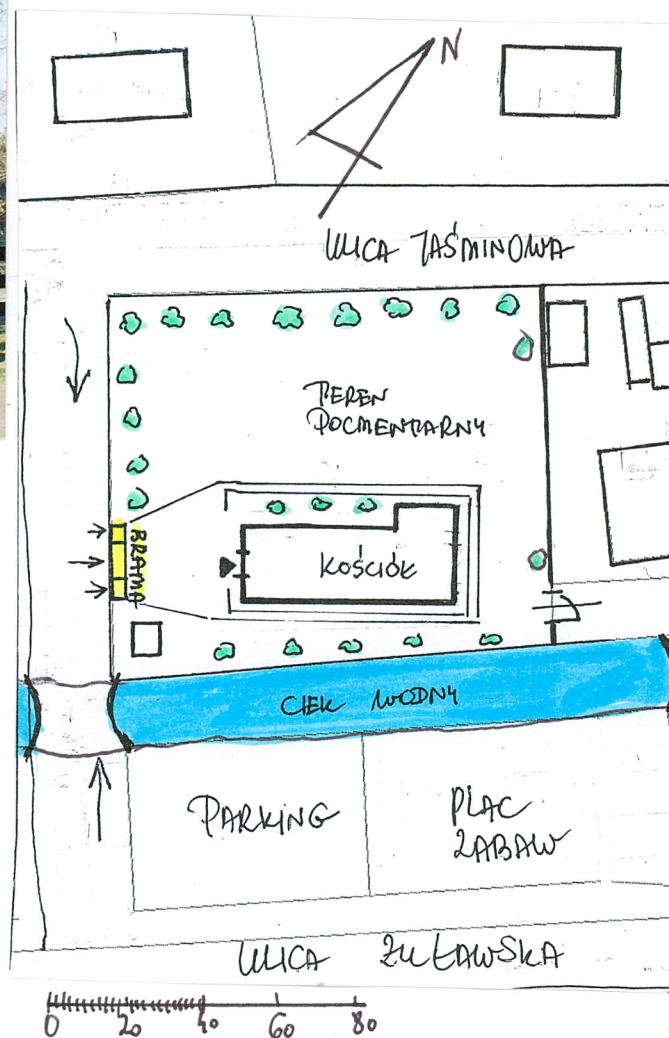 N
ULICA JAŚMINOWA
TEREN
POCMENTARNY
BRAMA
KOŚCIÓŁ
CIEK WODNY
PARKING
PLAC
ZABAW
ULICA ŻUŁAWSKA
0 20 40 60 80